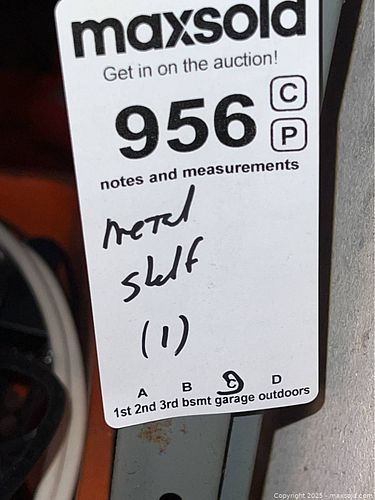 maxsold
Get in on the auction!
956
C
P
notes and measurements
metal
shelf
(1)
A B C D
1st 2nd 3rd bsmt garage outdoors
Copyright 2025 - maxsold.com